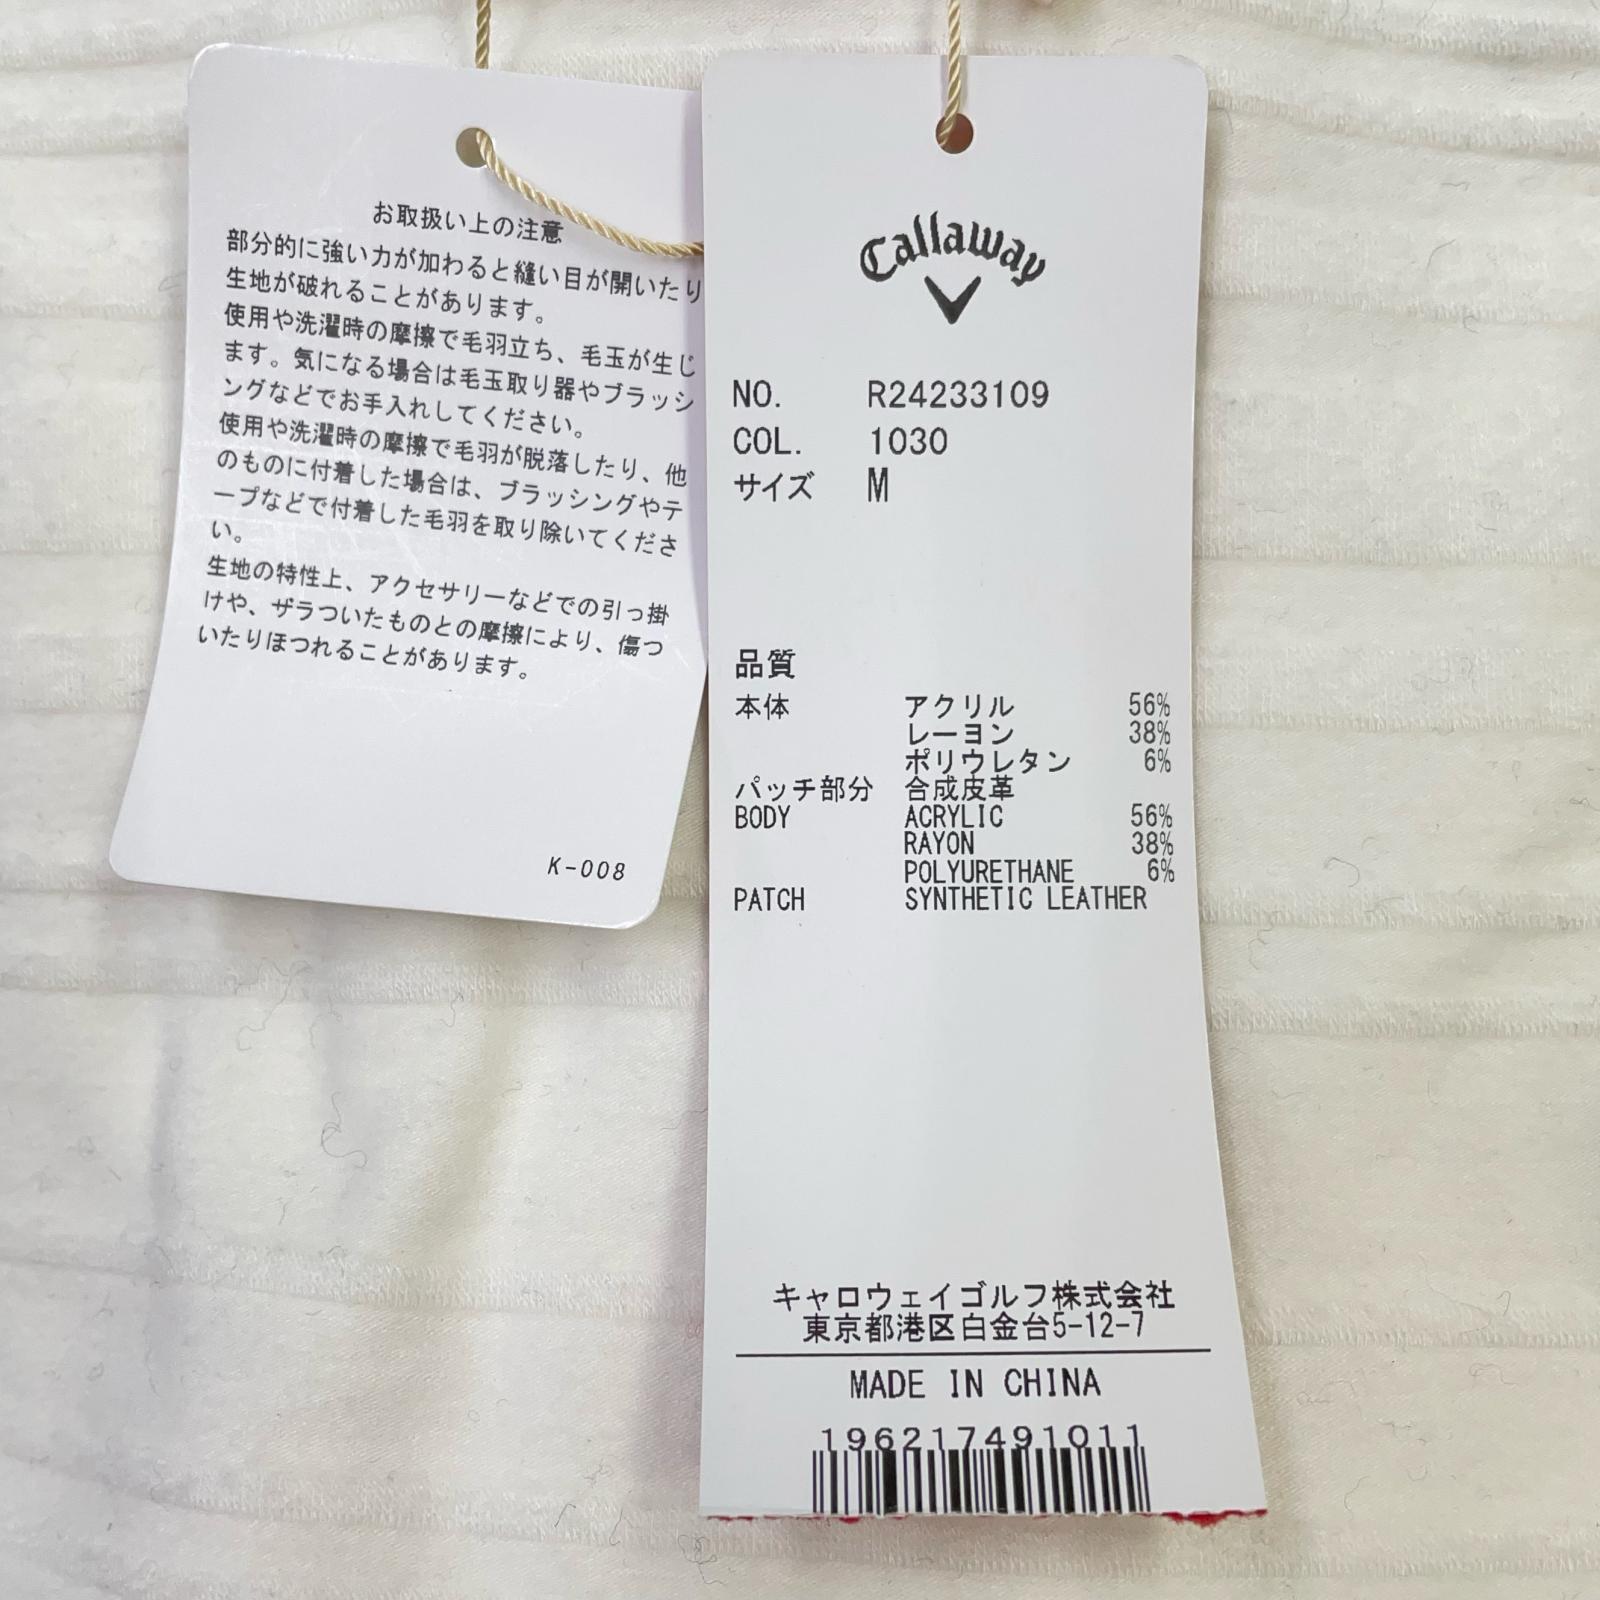 お取扱い上の注意
部分的に強い力が加わると縫い目が開いたり
生地が破れることがあります。
使用や洗濯時の摩擦で毛羽立ち、毛玉が生じ
ます。気になる場合は毛玉取り器やブラッシ
ングなどでお手入れしてください。
使用や洗濯時の摩擦で毛羽が脱落したり、他
のものに付着した場合は、ブラッシングやテ
ープなどで付着した毛羽を取り除いてくださ
い。
生地の特性上、アクセサリーなどでの引っ掛
けや、ザラついたものとの摩擦により、傷つ
いたりほつれることがあります。
K-008
Callaway
NO. R24233109
COL. 1030
サイズ M
品質
本体 アクリル 56%
レーヨン 38%
ポリウレタン 6%
パッチ部分 合成皮革
BODY ACRYLIC 56%
RAYON 38%
POLYURETHANE 6%
PATCH SYNTHETIC LEATHER
キャロウェイゴルフ株式会社
東京都港区白金台5-12-7
MADE IN CHINA
196217491011